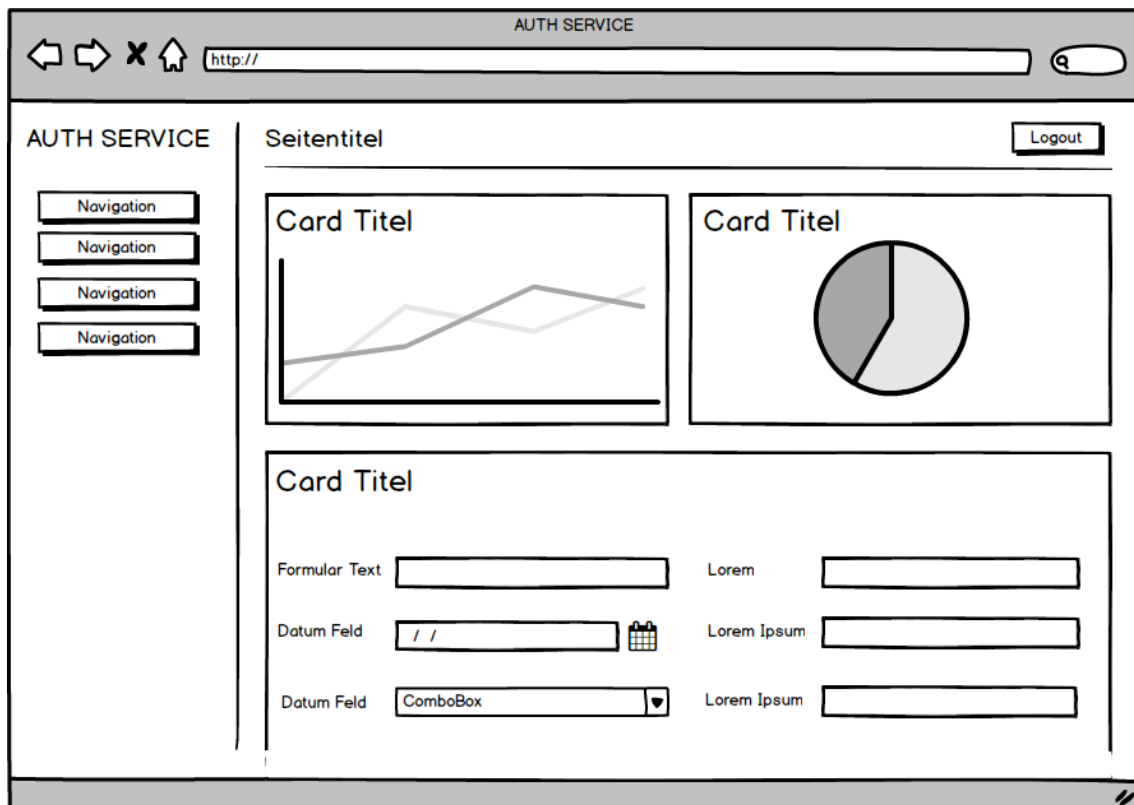 AUTH SERVICE
http://
AUTH SERVICE
Seitentitel
Logout
Navigation
Navigation
Navigation
Navigation
Card Titel
Card Titel
Card Titel
Formular Text
Lorem
Datum Feld
/ /
Lorem Ipsum
Datum Feld
ComboBox
Lorem Ipsum